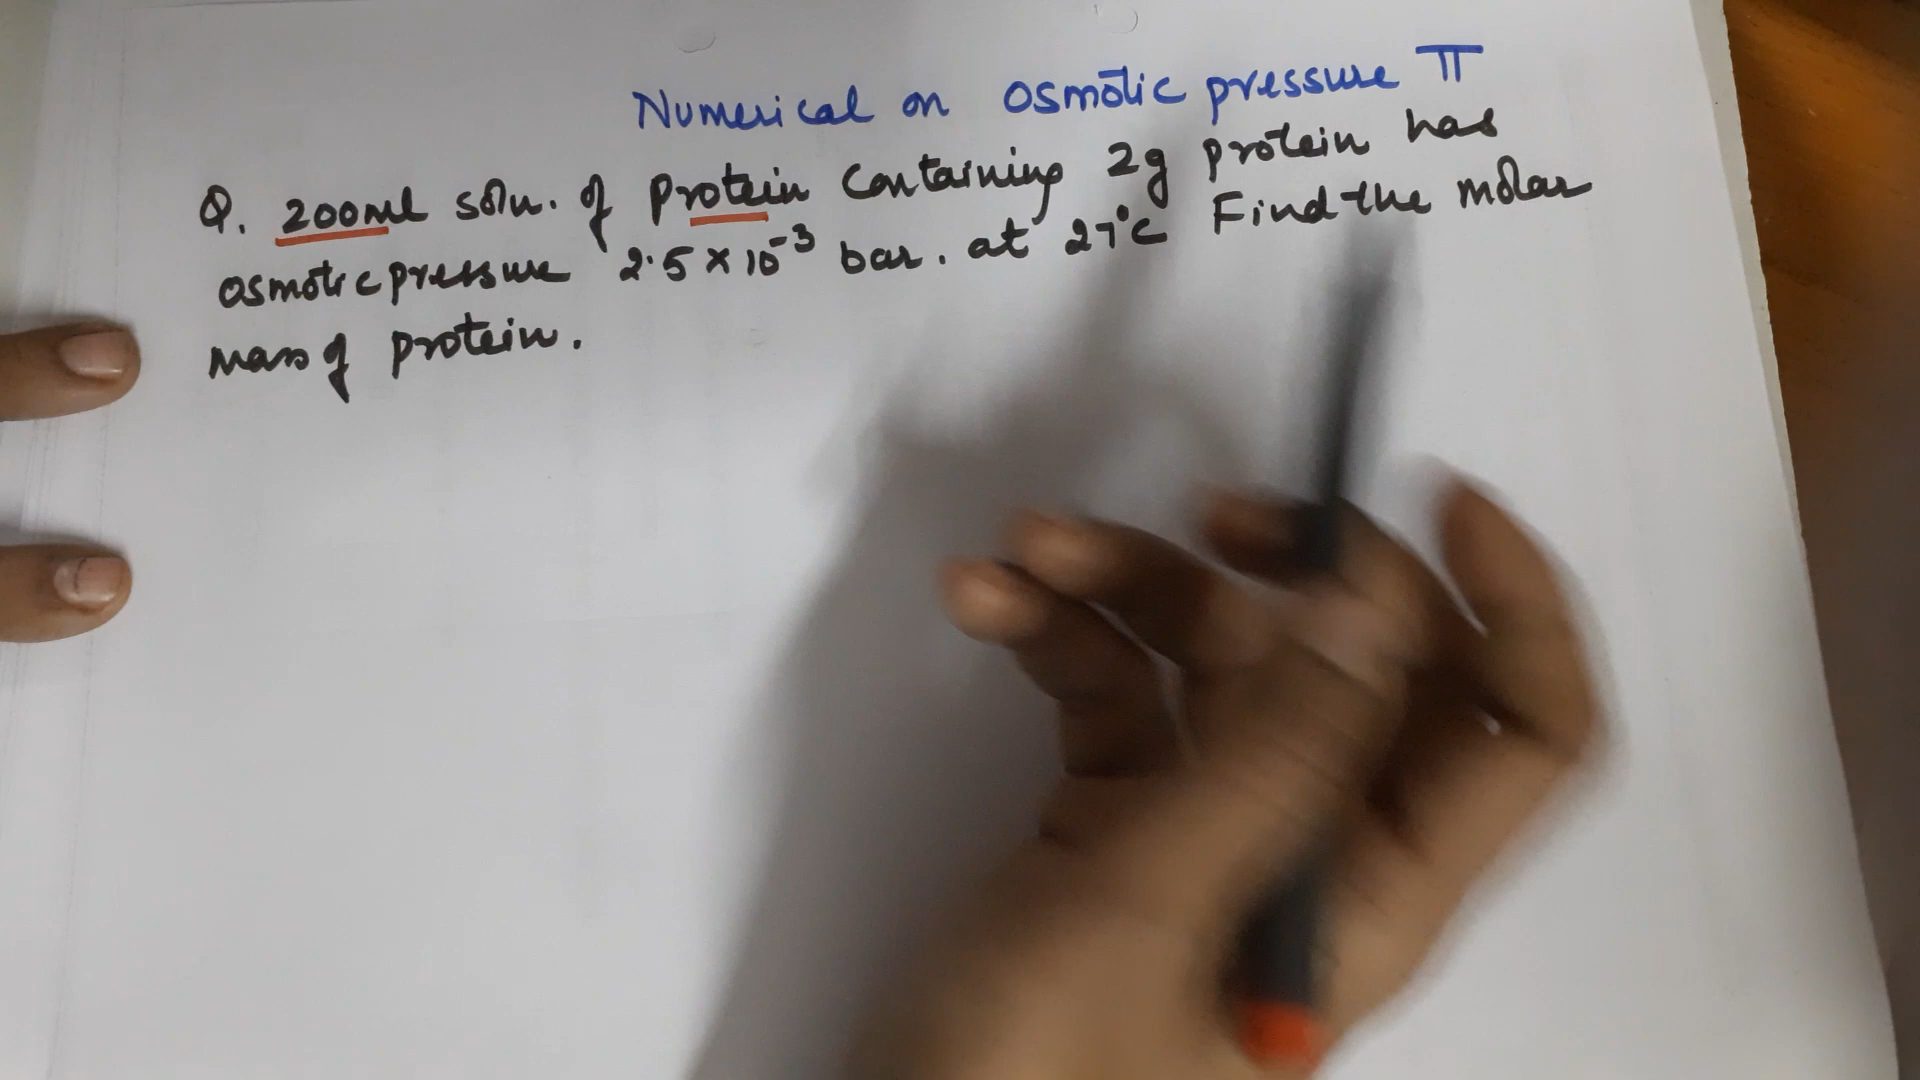 Numerical on osmotic pressure π
Q. 200ml soln. of protein containing 2g protein has
osmotic pressure 2.5 × 10⁻³ bar. at 27°C Find the molar
mass of protein.